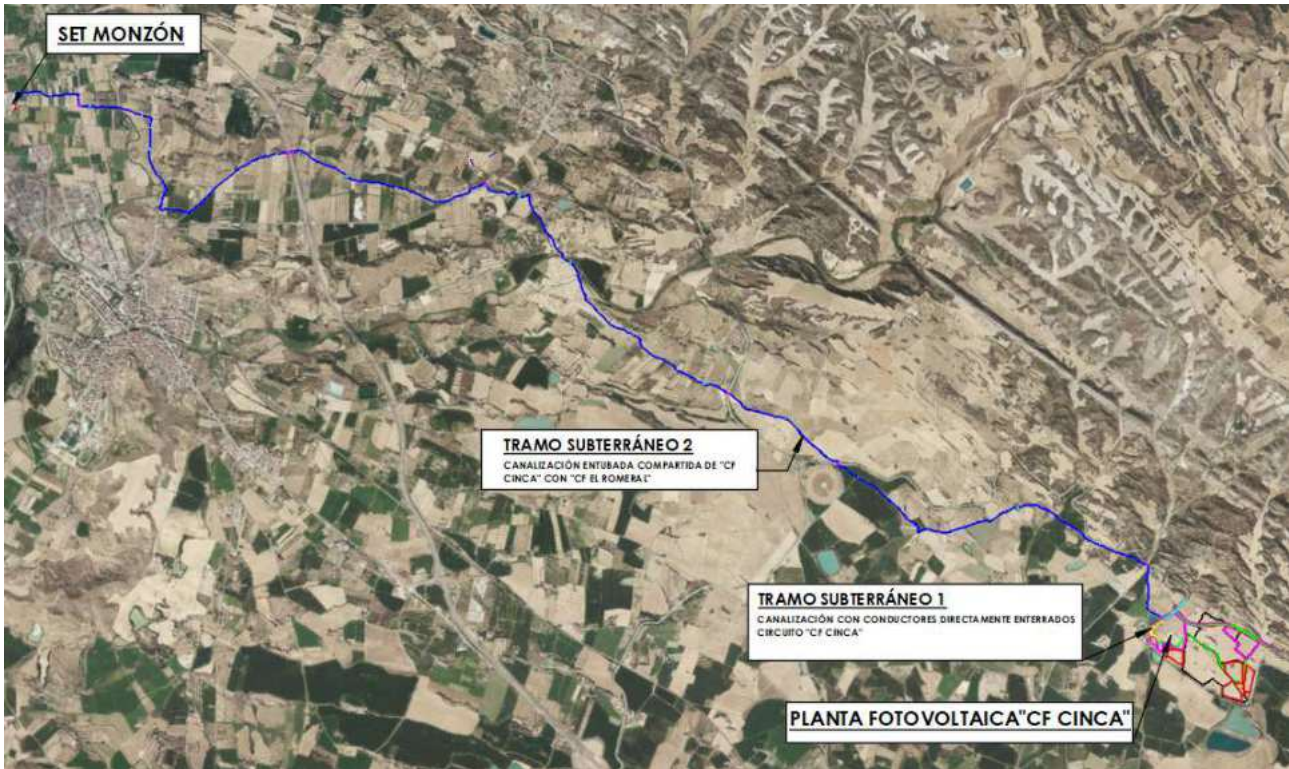 SET MONZÓN
TRAMO SUBTERRÁNEO 2
CANALIZACIÓN ENTUBADA COMPARTIDA DE "CF
CINCA" CON "CF EL ROMERAL"
TRAMO SUBTERRÁNEO 1
CANALIZACIÓN CON CONDUCTORES DIRECTAMENTE ENTERRADOS
CIRCUITO "CF CINCA"
PLANTA FOTOVOLTAICA"CF CINCA"